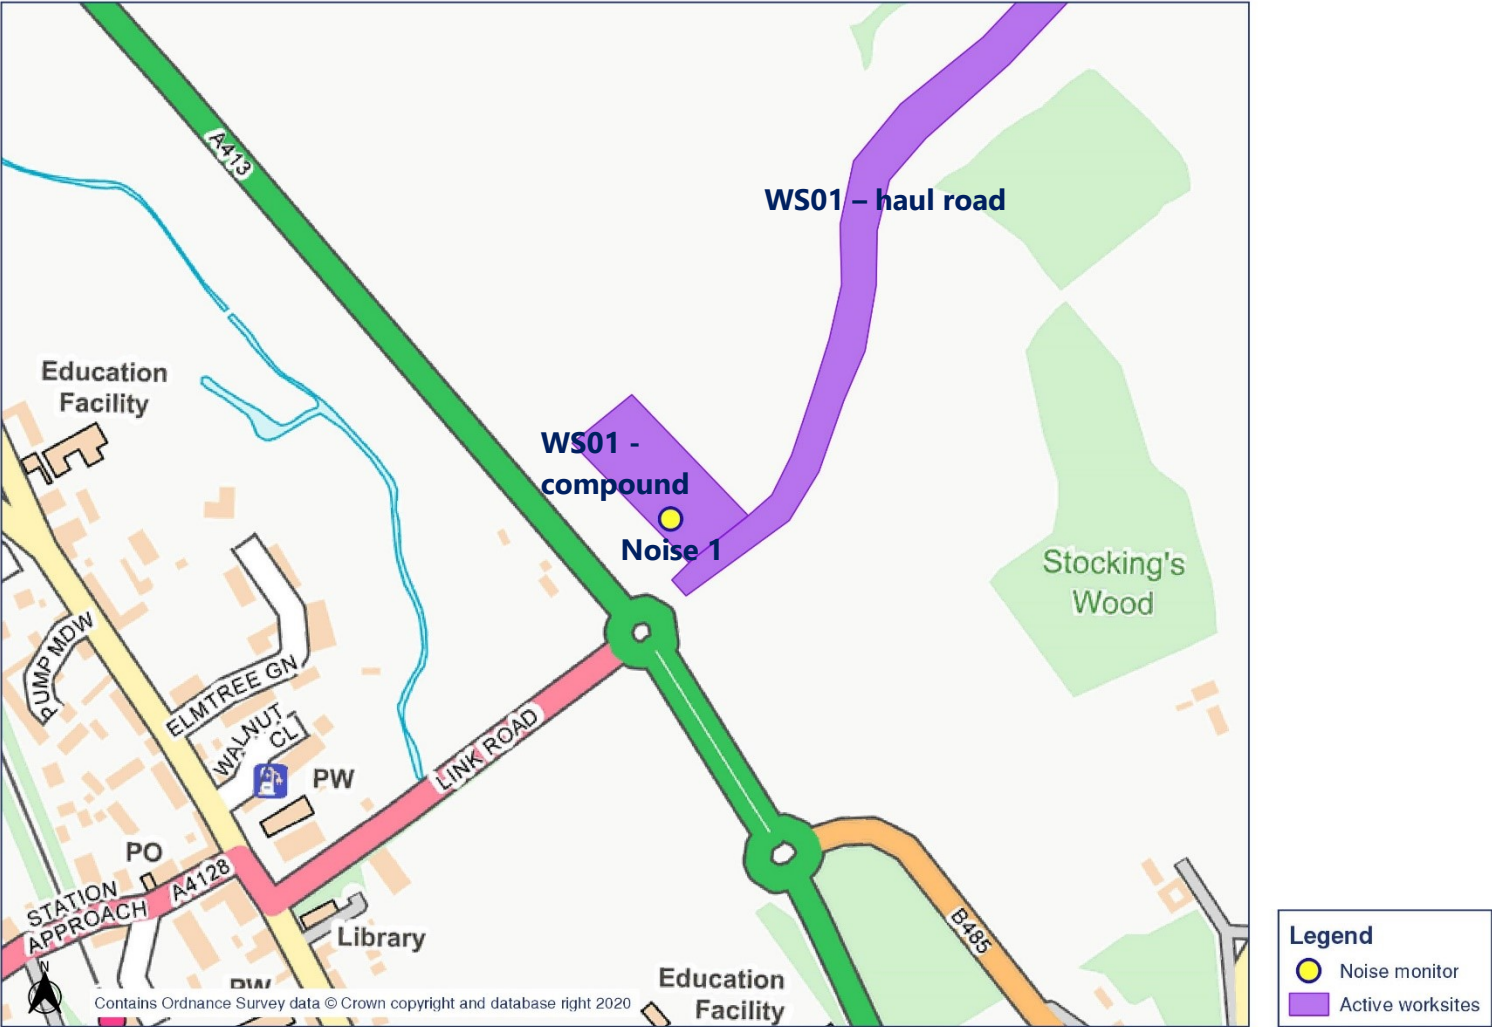 A413
WS01 – haul road
Education
Facility
WS01 -
compound
Noise 1
Stocking's
Wood
PUMP MDW
ELMTREE GN
WALNUT
CL
LINK ROAD
PW
PO
A4128
STATION
APPROACH
Library
B485
PW
Education
Facility
N
Contains Ordnance Survey data © Crown copyright and database right 2020
Legend
Noise monitor
Active worksites